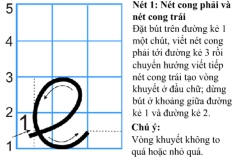 5
4
3
2
1
1
Nét 1: Nét cong phải và
nét cong trái
Đặt bút trên đường kẻ 1
một chút, viết nét cong
phải tới đường kẻ 3 rồi
chuyển hướng viết tiếp
nét cong trái tạo vòng
khuyết ở đầu chữ; dừng
bút ở khoảng giữa đường
kẻ 1 và đường kẻ 2.
Chú ý:
Vòng khuyết không to
quá hoặc nhỏ quá.